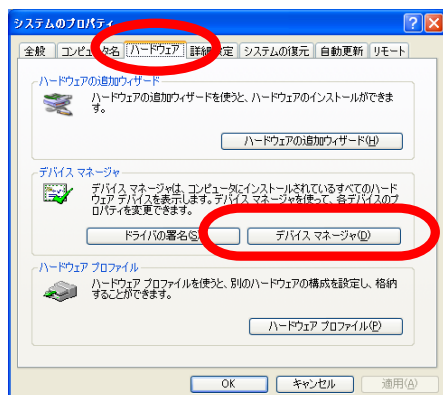 システムのプロパティ
全般 コンピュータ名 ハードウェア 詳細設定 システムの復元 自動更新 リモート
ハードウェアの追加ウィザード
ハードウェアの追加ウィザードを使うと、ハードウェアのインストールができま
す。
ハードウェアの追加ウィザード(H)
デバイス マネージャ
デバイス マネージャは、コンピュータにインストールされているすべてのハード
ウェア デバイスを表示します。デバイス マネージャを使って、各デバイスのプ
ロパティを変更できます。
ドライバの署名(S デバイス マネージャ(D)
ハードウェア プロファイル
ハードウェア プロファイルを使うと、別のハードウェアの構成を設定し、格納
することができます。
ハードウェア プロファイル(P)
OK キャンセル 適用(A)